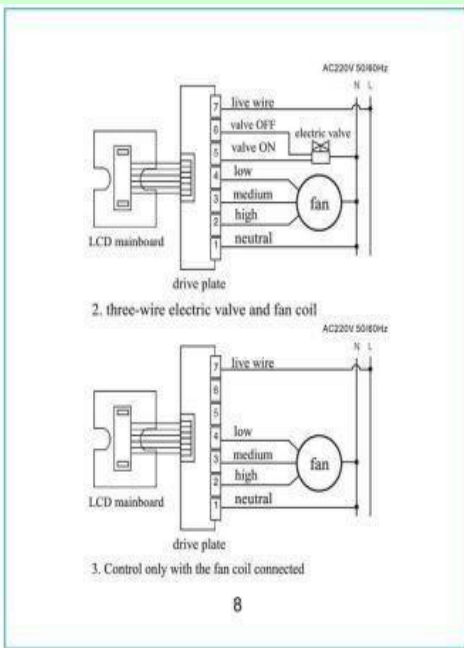 AC220V 50/60Hz
N L
7 live wire
6 valve OFF
electric valve
5 valve ON
4 low
3 medium
fan
2 high
1 neutral
LCD mainboard
drive plate
2. three-wire electric valve and fan coil
AC220V 50/60Hz
N L
7 live wire
6
5
4 low
3 medium
fan
2 high
1 neutral
LCD mainboard
drive plate
3. Control only with the fan coil connected
8